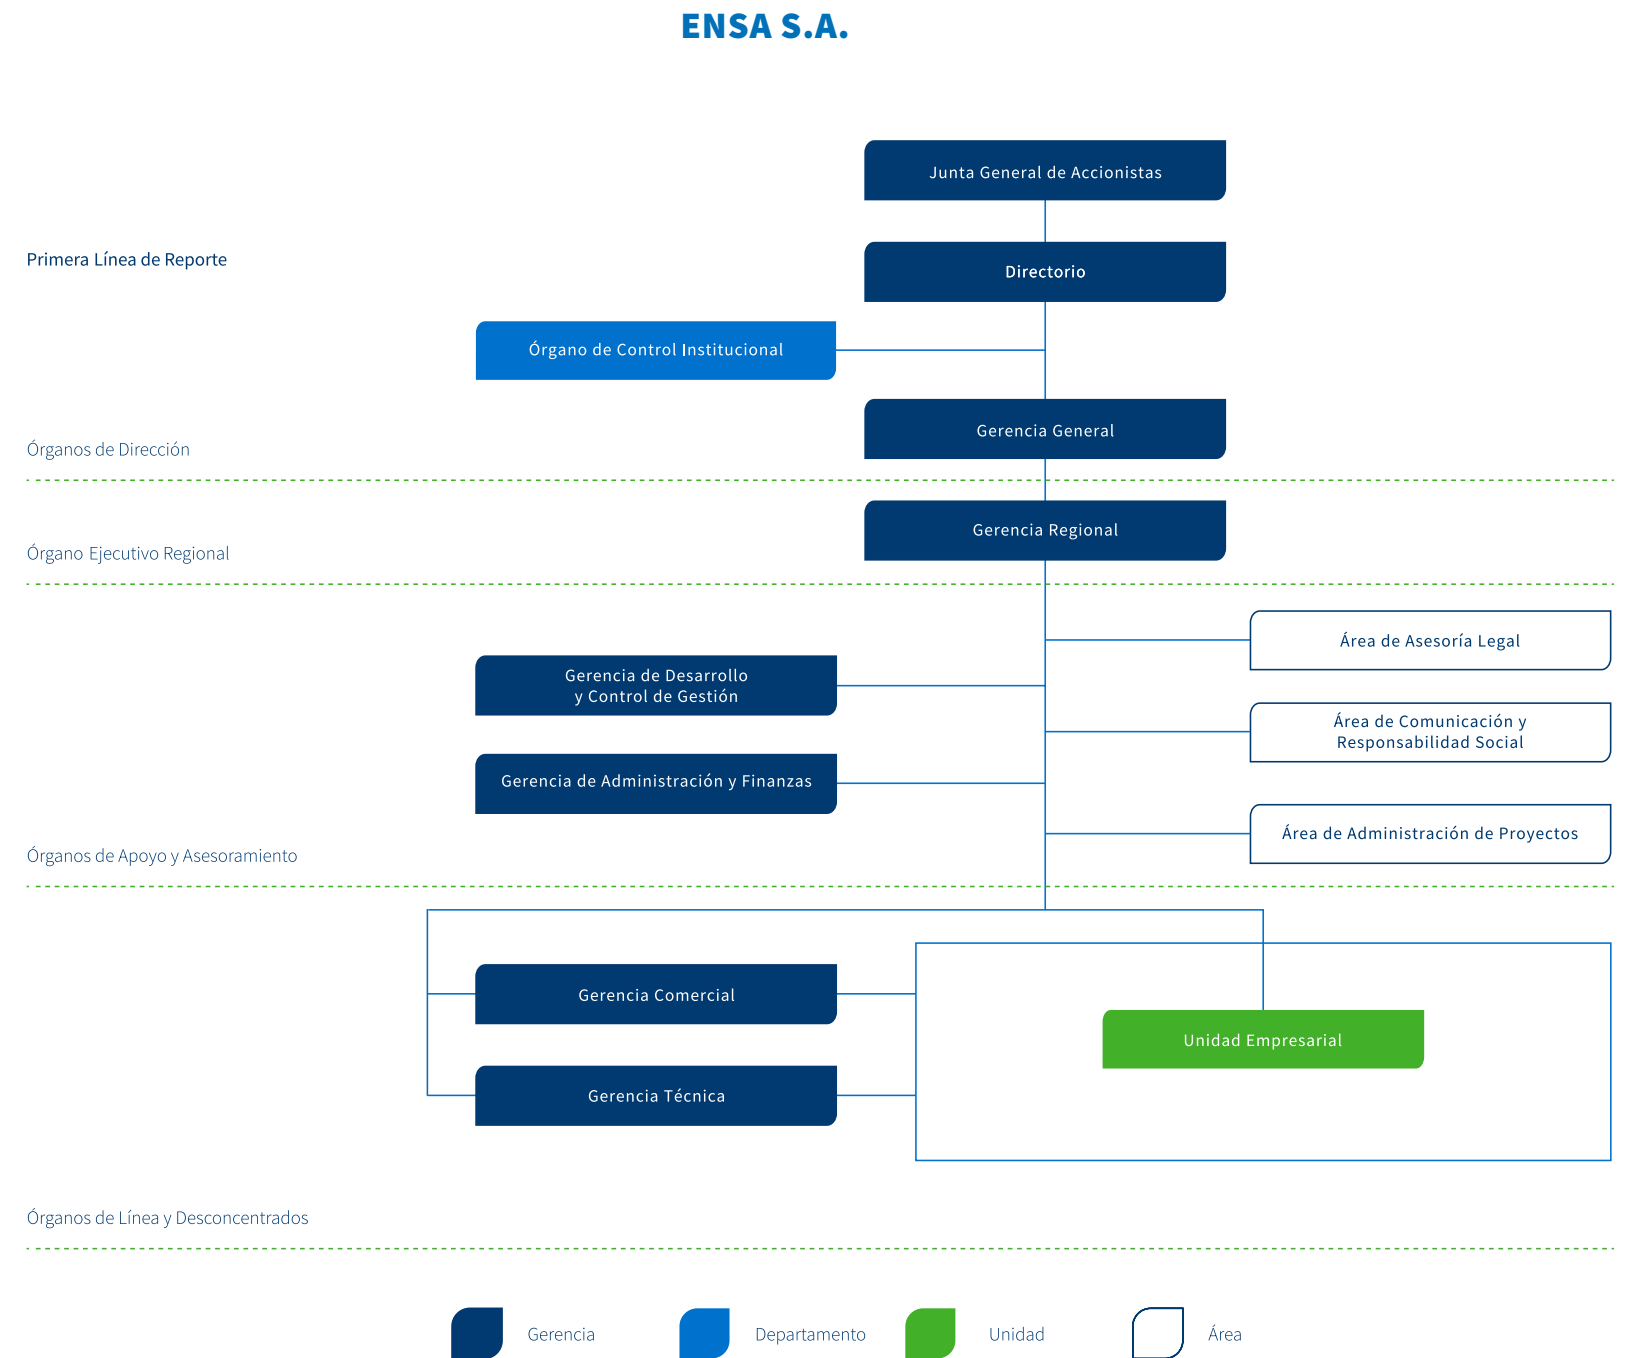 ENSA S.A.
Junta General de Accionistas
Primera Línea de Reporte
Directorio
Órgano de Control Institucional
Gerencia General
Órganos de Dirección
Gerencia Regional
Órgano Ejecutivo Regional
Área de Asesoría Legal
Gerencia de Desarrollo
y Control de Gestión
Área de Comunicación y
Responsabilidad Social
Gerencia de Administración y Finanzas
Área de Administración de Proyectos
Órganos de Apoyo y Asesoramiento
Gerencia Comercial
Unidad Empresarial
Gerencia Técnica
Órganos de Línea y Desconcentrados
Gerencia
Departamento
Unidad
Área